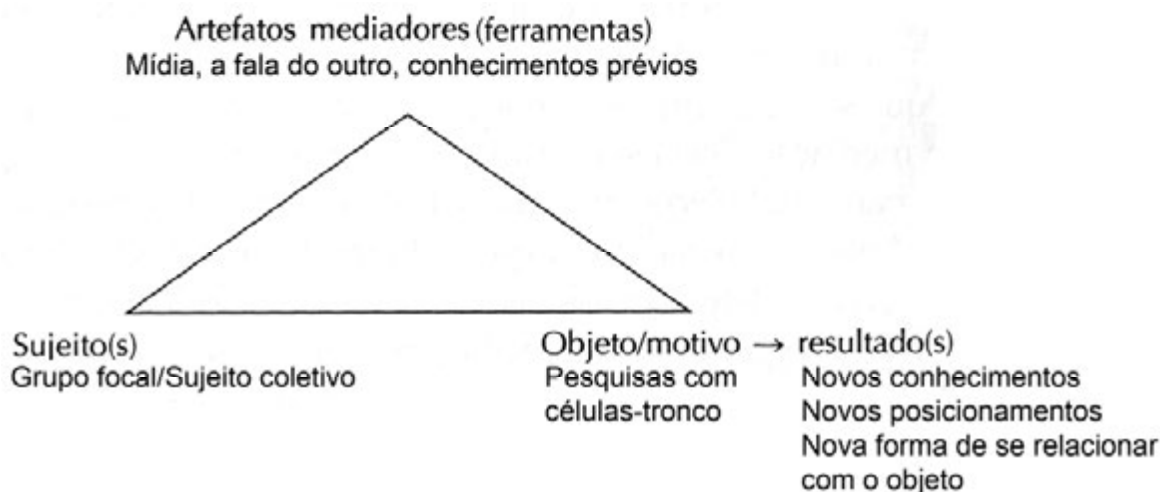 Artefatos mediadores (ferramentas)
Mídia, a fala do outro, conhecimentos prévios
Sujeito(s)
Grupo focal/Sujeito coletivo
Objeto/motivo → resultado(s)
Pesquisas com
células-tronco
Novos conhecimentos
Novos posicionamentos
Nova forma de se relacionar
com o objeto